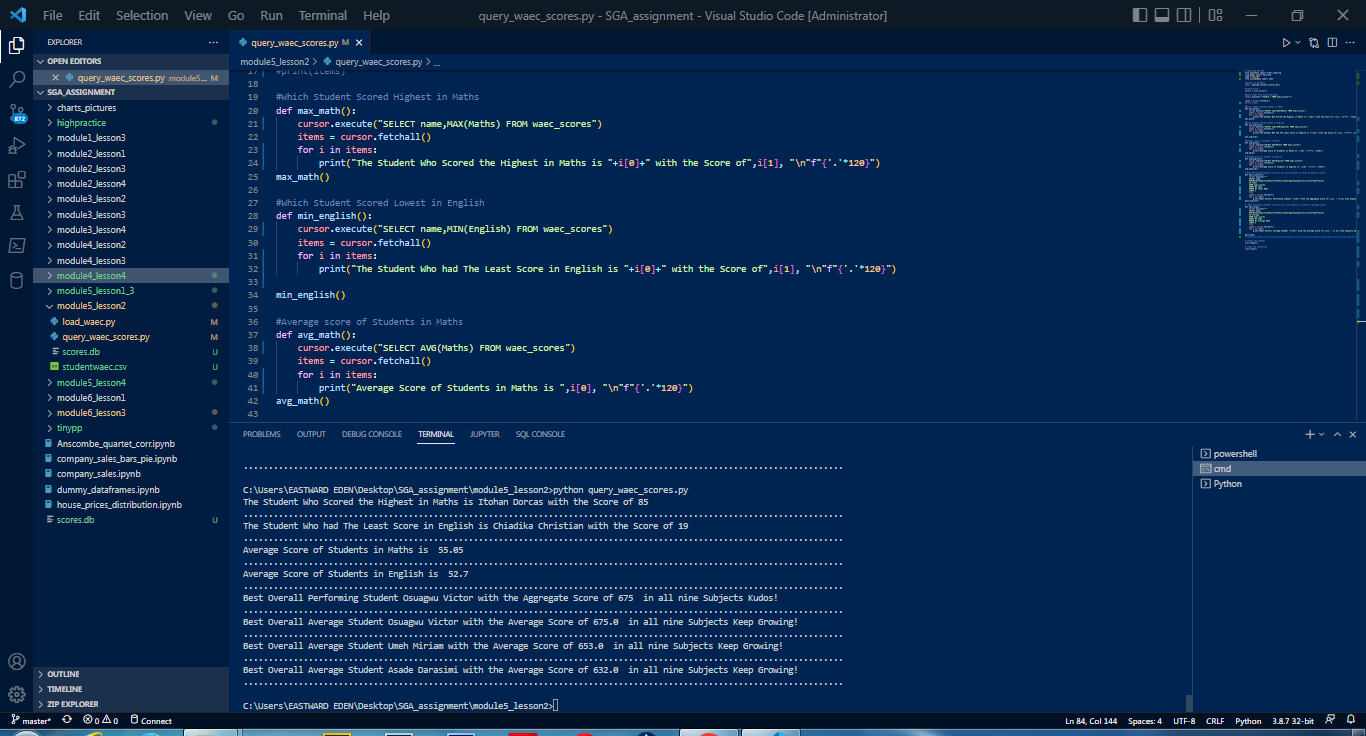 File Edit Selection View Go Run Terminal Help query_waec_scores.py - SGA_assignment - Visual Studio Code [Administrator]
EXPLORER
OPEN EDITORS
query_waec_scores.py module5_... M
SGA_ASSIGNMENT
charts_pictures
highpractice
module1_lesson3
module2_lesson1
module2_lesson3
module2_lesson4
module3_lesson2
module3_lesson3
module3_lesson4
module4_lesson2
module4_lesson3
module4_lesson4
module5_lesson1_3
module5_lesson2
load_waec.py M
query_waec_scores.py M
scores.db U
studentwaec.csv U
module5_lesson4
module6_lesson1
module6_lesson3
tinypp
Anscombe_quartet_corr.ipynb
company_sales_bars_pie.ipynb
company_sales.ipynb
dummy_dataframes.ipynb
house_prices_distribution.ipynb
scores.db U
OUTLINE
TIMELINE
ZIP EXPLORER
872
query_waec_scores.py M
module5_lesson2 > query_waec_scores.py > ...
17 #print(items)
18
19 #Which Student Scored Highest in Maths
20 def max_math():
21 cursor.execute("SELECT name,MAX(Maths) FROM waec_scores")
22 items = cursor.fetchall()
23 for i in items:
24 print("The Student Who Scored the Highest in Maths is "+i[0]+" with the Score of",i[1], "\n"f"{'.'*120}")
25 max_math()
26
27 #Which Student Scored Lowest in English
28 def min_english():
29 cursor.execute("SELECT name,MIN(English) FROM waec_scores")
30 items = cursor.fetchall()
31 for i in items:
32 print("The Student Who had The Least Score in English is "+i[0]+" with the Score of",i[1], "\n"f"{'.'*120}")
33
34 min_english()
35
36 #Average score of Students in Maths
37 def avg_math():
38 cursor.execute("SELECT AVG(Maths) FROM waec_scores")
39 items = cursor.fetchall()
40 for i in items:
41 print("Average Score of Students in Maths is ",i[0], "\n"f"{'.'*120}")
42 avg_math()
43
PROBLEMS OUTPUT DEBUG CONSOLE TERMINAL JUPYTER SQL CONSOLE
........................................................................................................................
C:\Users\EASTWARD EDEN\Desktop\SGA_assignment\module5_lesson2>python query_waec_scores.py
The Student Who Scored the Highest in Maths is Itohan Dorcas with the Score of 85
........................................................................................................................
The Student Who had The Least Score in English is Chiadika Christian with the Score of 19
........................................................................................................................
Average Score of Students in Maths is  55.05
........................................................................................................................
Average Score of Students in English is  52.7
........................................................................................................................
Best Overall Performing Student Osuagwu Victor with the Aggregate Score of 675  in all nine Subjects Kudos!
........................................................................................................................
Best Overall Average Student Osuagwu Victor with the Average Score of 675.0  in all nine Subjects Keep Growing!
........................................................................................................................
Best Overall Average Student Umeh Miriam with the Average Score of 653.0  in all nine Subjects Keep Growing!
........................................................................................................................
Best Overall Average Student Asade Darasimi with the Average Score of 632.0  in all nine Subjects Keep Growing!
........................................................................................................................
C:\Users\EASTWARD EDEN\Desktop\SGA_assignment\module5_lesson2>
powershell
cmd
Python
master* 0 0 Connect Ln 84, Col 144 Spaces: 4 UTF-8 CRLF Python 3.8.7 32-bit